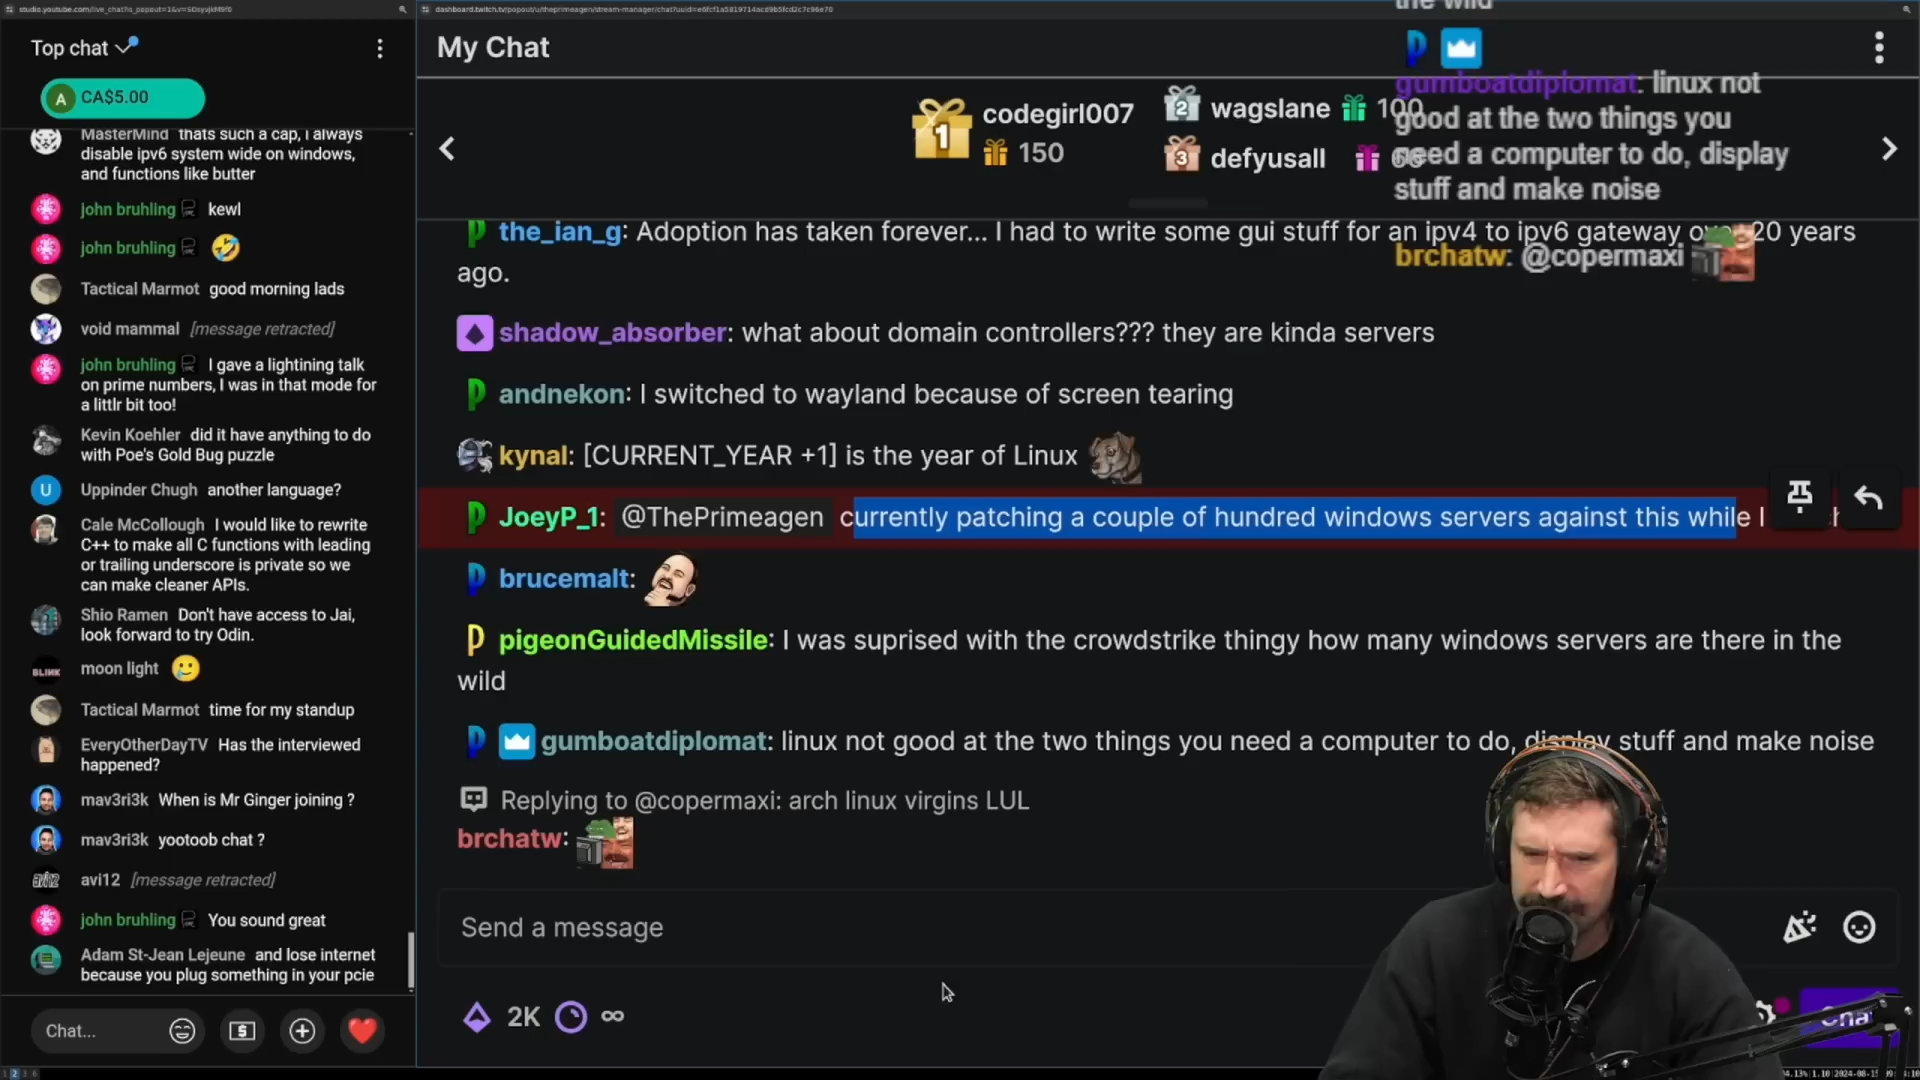 studio.youtube.com/live_chat?is_popout=1&v=
Top chat
A CA$5.00
MasterMind thats such a cap, i always
disable ipv6 system wide on windows,
and functions like butter
john bruhling kewl
john bruhling
Tactical Marmot good morning lads
void mammal [message retracted]
john bruhling I gave a lightining talk
on prime numbers, I was in that mode for
a littlr bit too!
Kevin Koehler did it have anything to do
with Poe's Gold Bug puzzle
U Uppinder Chugh another language?
Cale McCollough I would like to rewrite
C++ to make all C functions with leading
or trailing underscore is private so we
can make cleaner APIs.
Shio Ramen Don't have access to Jai,
look forward to try Odin.
BLINK moon light
Tactical Marmot time for my standup
EveryOtherDayTV Has the interviewed
happened?
mav3ri3k When is Mr Ginger joining ?
mav3ri3k yootoob chat ?
avi12 avi12 [message retracted]
john bruhling You sound great
Adam St-Jean Lejeune and lose internet
because you plug something in your pcie
Chat...
dashboard.twitch.tv/popout/u/theprimeagen/stream-manager/chat?uuid=
My Chat
1 codegirl007
150
2 wagslane 100
3 defyusall
the_ian_g: Adoption has taken forever... I had to write some gui stuff for an ipv4 to ipv6 gateway 20 years
ago.
shadow_absorber: what about domain controllers??? they are kinda servers
andnekon: I switched to wayland because of screen tearing
kynal: [CURRENT_YEAR +1] is the year of Linux
JoeyP_1: @ThePrimeagen currently patching a couple of hundred windows servers against this while I
brucemalt:
pigeonGuidedMissile: I was suprised with the crowdstrike thingy how many windows servers are there in the
wild
gumboatdiplomat: linux not good at the two things you need a computer to do, display stuff and make noise
Replying to @copermaxi: arch linux virgins LUL
brchatw:
Send a message
2K ∞
Chat
the wild
gumboatdiplomat: linux not
good at the two things you
need a computer to do, display
stuff and make noise
brchatw: @copermaxi